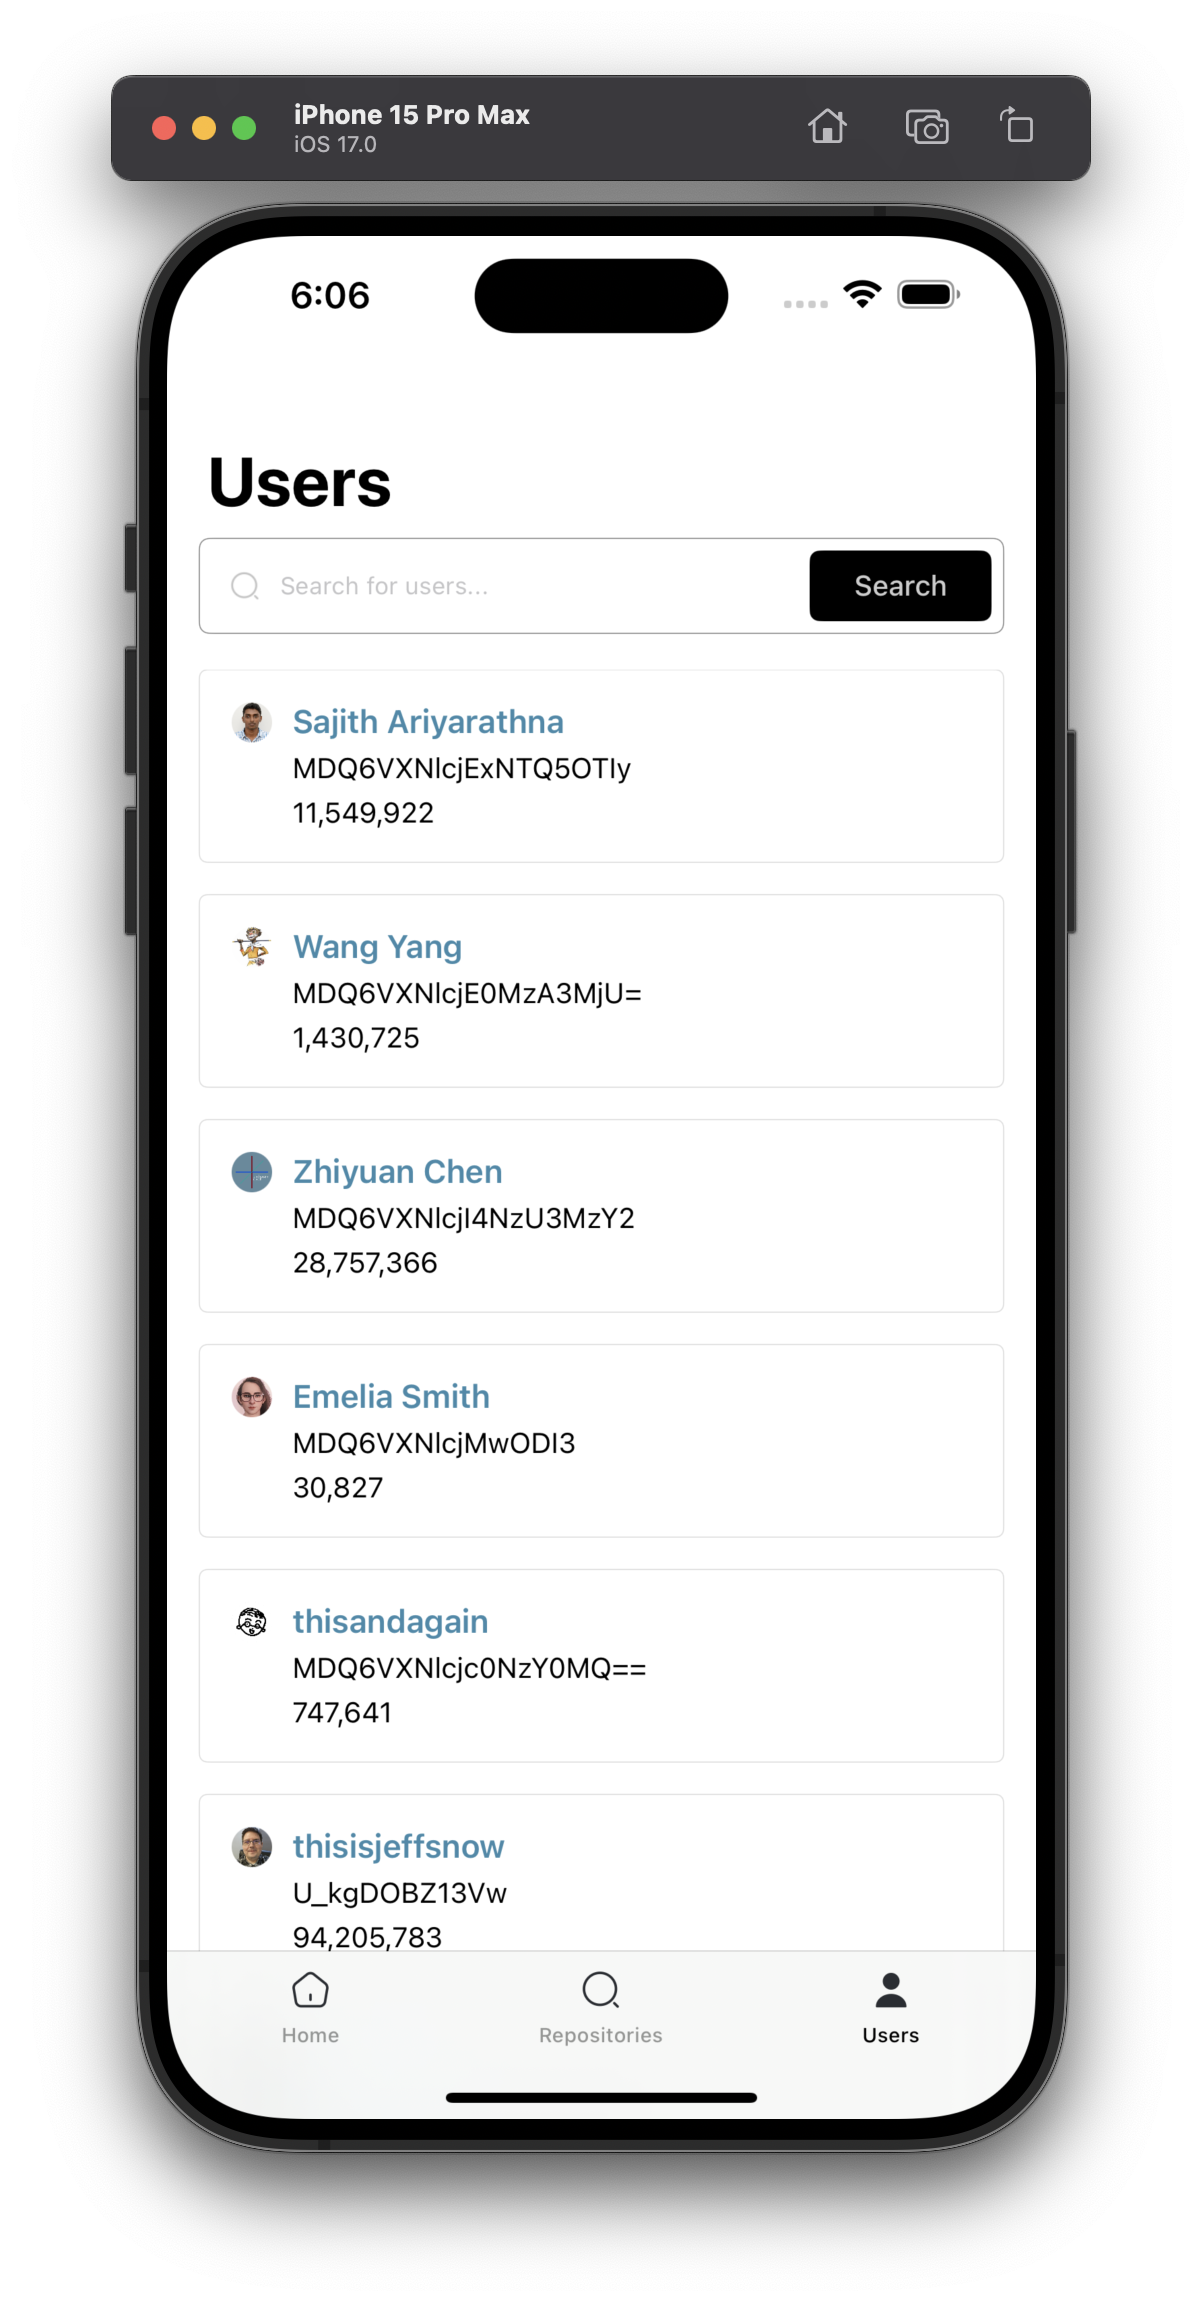 iPhone 15 Pro Max
iOS 17.0
6:06
Users
Search for users...
Search
Sajith Ariyarathna
MDQ6VXNlcjExNTQ5OTIy
11,549,922
Wang Yang
MDQ6VXNlcjE0MzA3MjU=
1,430,725
Zhiyuan Chen
MDQ6VXNlcjI4NzU3MzY2
28,757,366
Emelia Smith
MDQ6VXNlcjMwODI3
30,827
thisandagain
MDQ6VXNlcjc0NzY0MQ==
747,641
thisisjeffsnow
U_kgDOBZ13Vw
94,205,783
Home
Repositories
Users